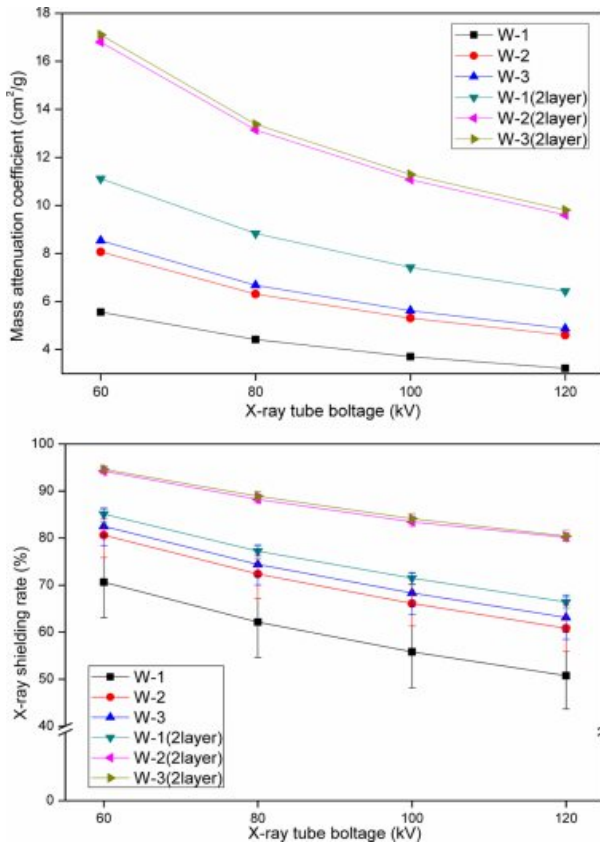 18
16
14
12
10
8
6
4
Mass attenuation coefficient (cm²/g)
W-1
W-2
W-3
W-1(2layer)
W-2(2layer)
W-3(2layer)
60 80 100 120
X-ray tube boltage (kV)
100
90
80
70
60
50
40
0
X-ray shielding rate (%)
W-1
W-2
W-3
W-1(2layer)
W-2(2layer)
W-3(2layer)
60 80 100 120
X-ray tube boltage (kV)